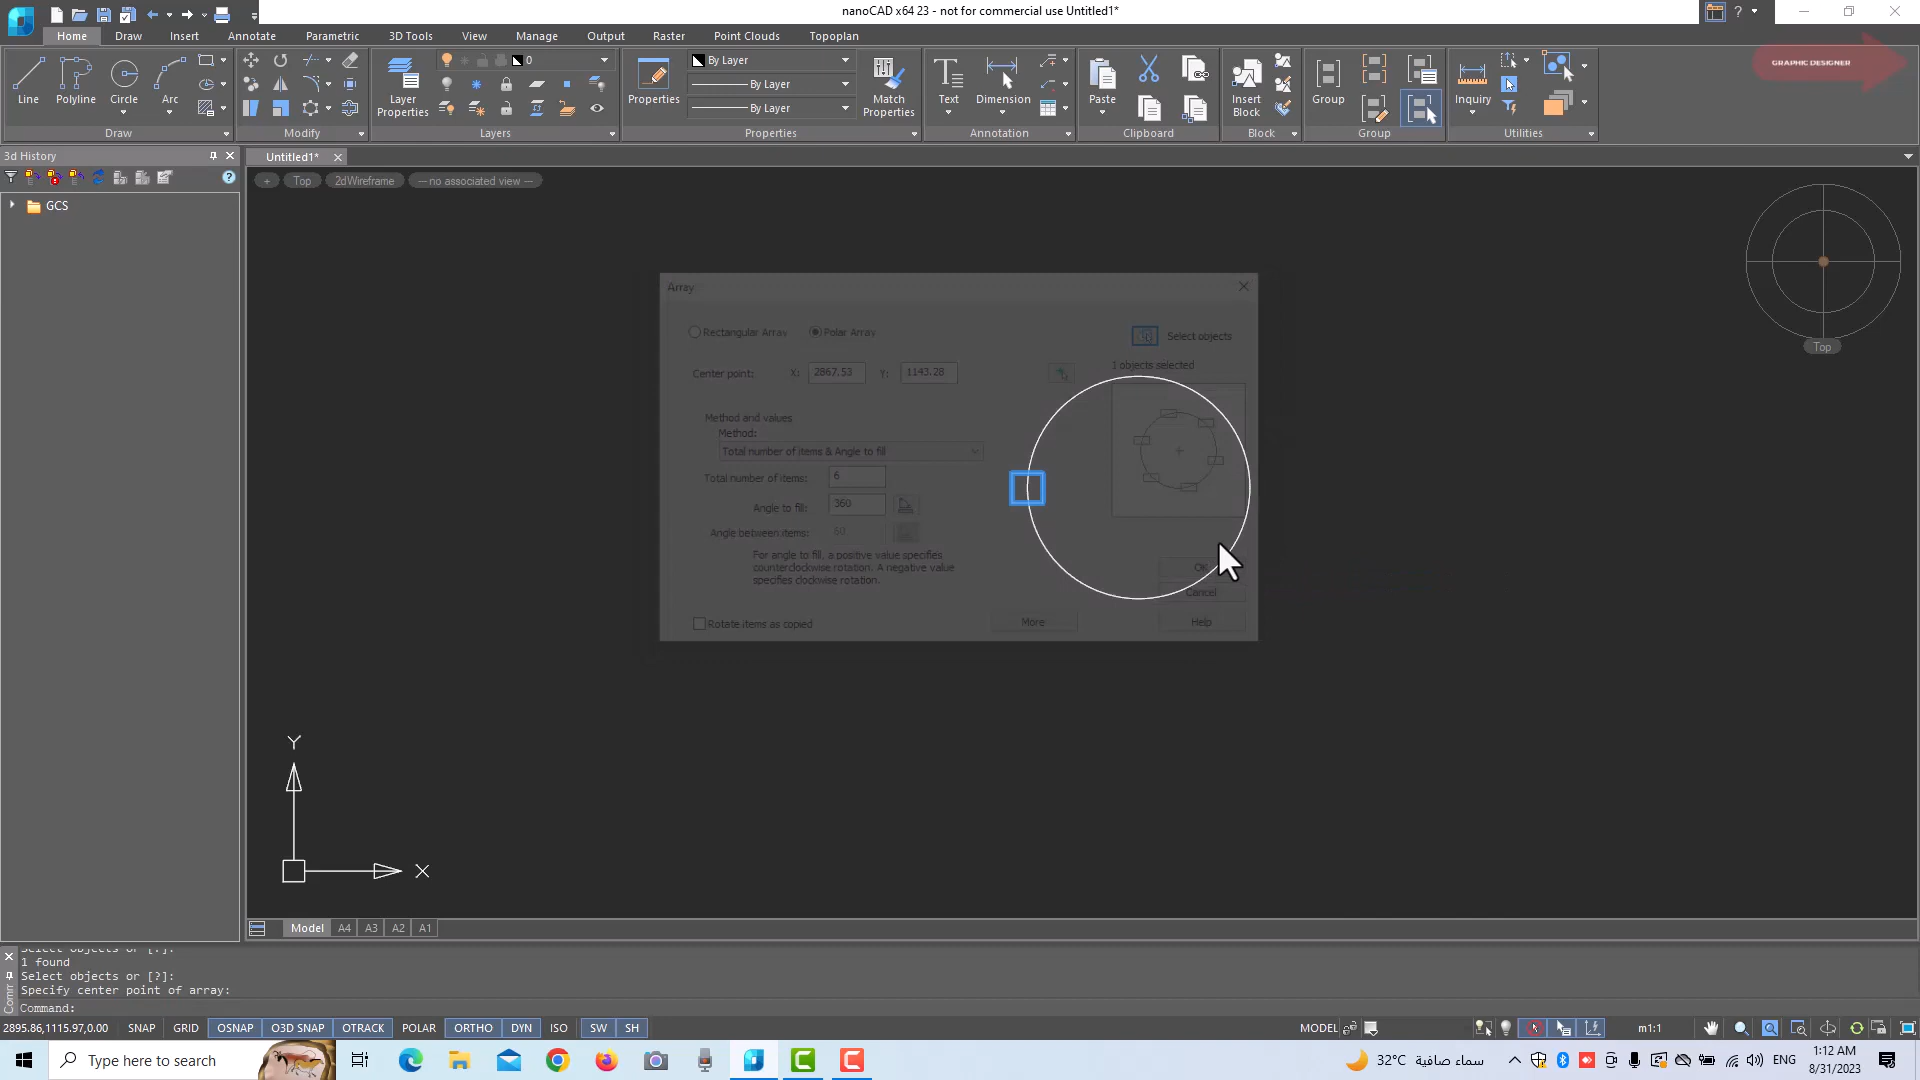 nanoCAD x64 23 - not for commercial use Untitled1*
Home Draw Insert Annotate Parametric 3D Tools View Manage Output Raster Point Clouds Topoplan
GRAPHIC DESIGNER
0
By Layer
By Layer
By Layer
Line Polyline Circle Arc
Layer Properties
Properties
Match Properties
Text Dimension
Paste
Insert Block
Group
Inquiry
Draw Modify Layers Properties Annotation Clipboard Block Group Utilities
3d History
Untitled1*
+ Top 2dWireframe — no associated view —
GCS
Top
Array
Rectangular Array Polar Array
Select objects
1 objects selected
Center point: X: 2867.53 Y: 1143.28
Method and values
Method:
Total number of items & Angle to fill
Total number of items: 6
Angle to fill: 360
Angle between items: 60
For angle to fill, a positive value specifies
counterclockwise rotation. A negative value
specifies clockwise rotation.
OK
Cancel
Rotate items as copied
More
Help
Y
X
Model A4 A3 A2 A1
Select objects or [?]:
1 found
Select objects or [?]:
Specify center point of array:
Command:
2895.86,1115.97,0.00 SNAP GRID OSNAP O3D SNAP OTRACK POLAR ORTHO DYN ISO SW SH
MODEL
m1:1
Type here to search
32°C سماء صافية
ENG
1:12 AM
8/31/2023